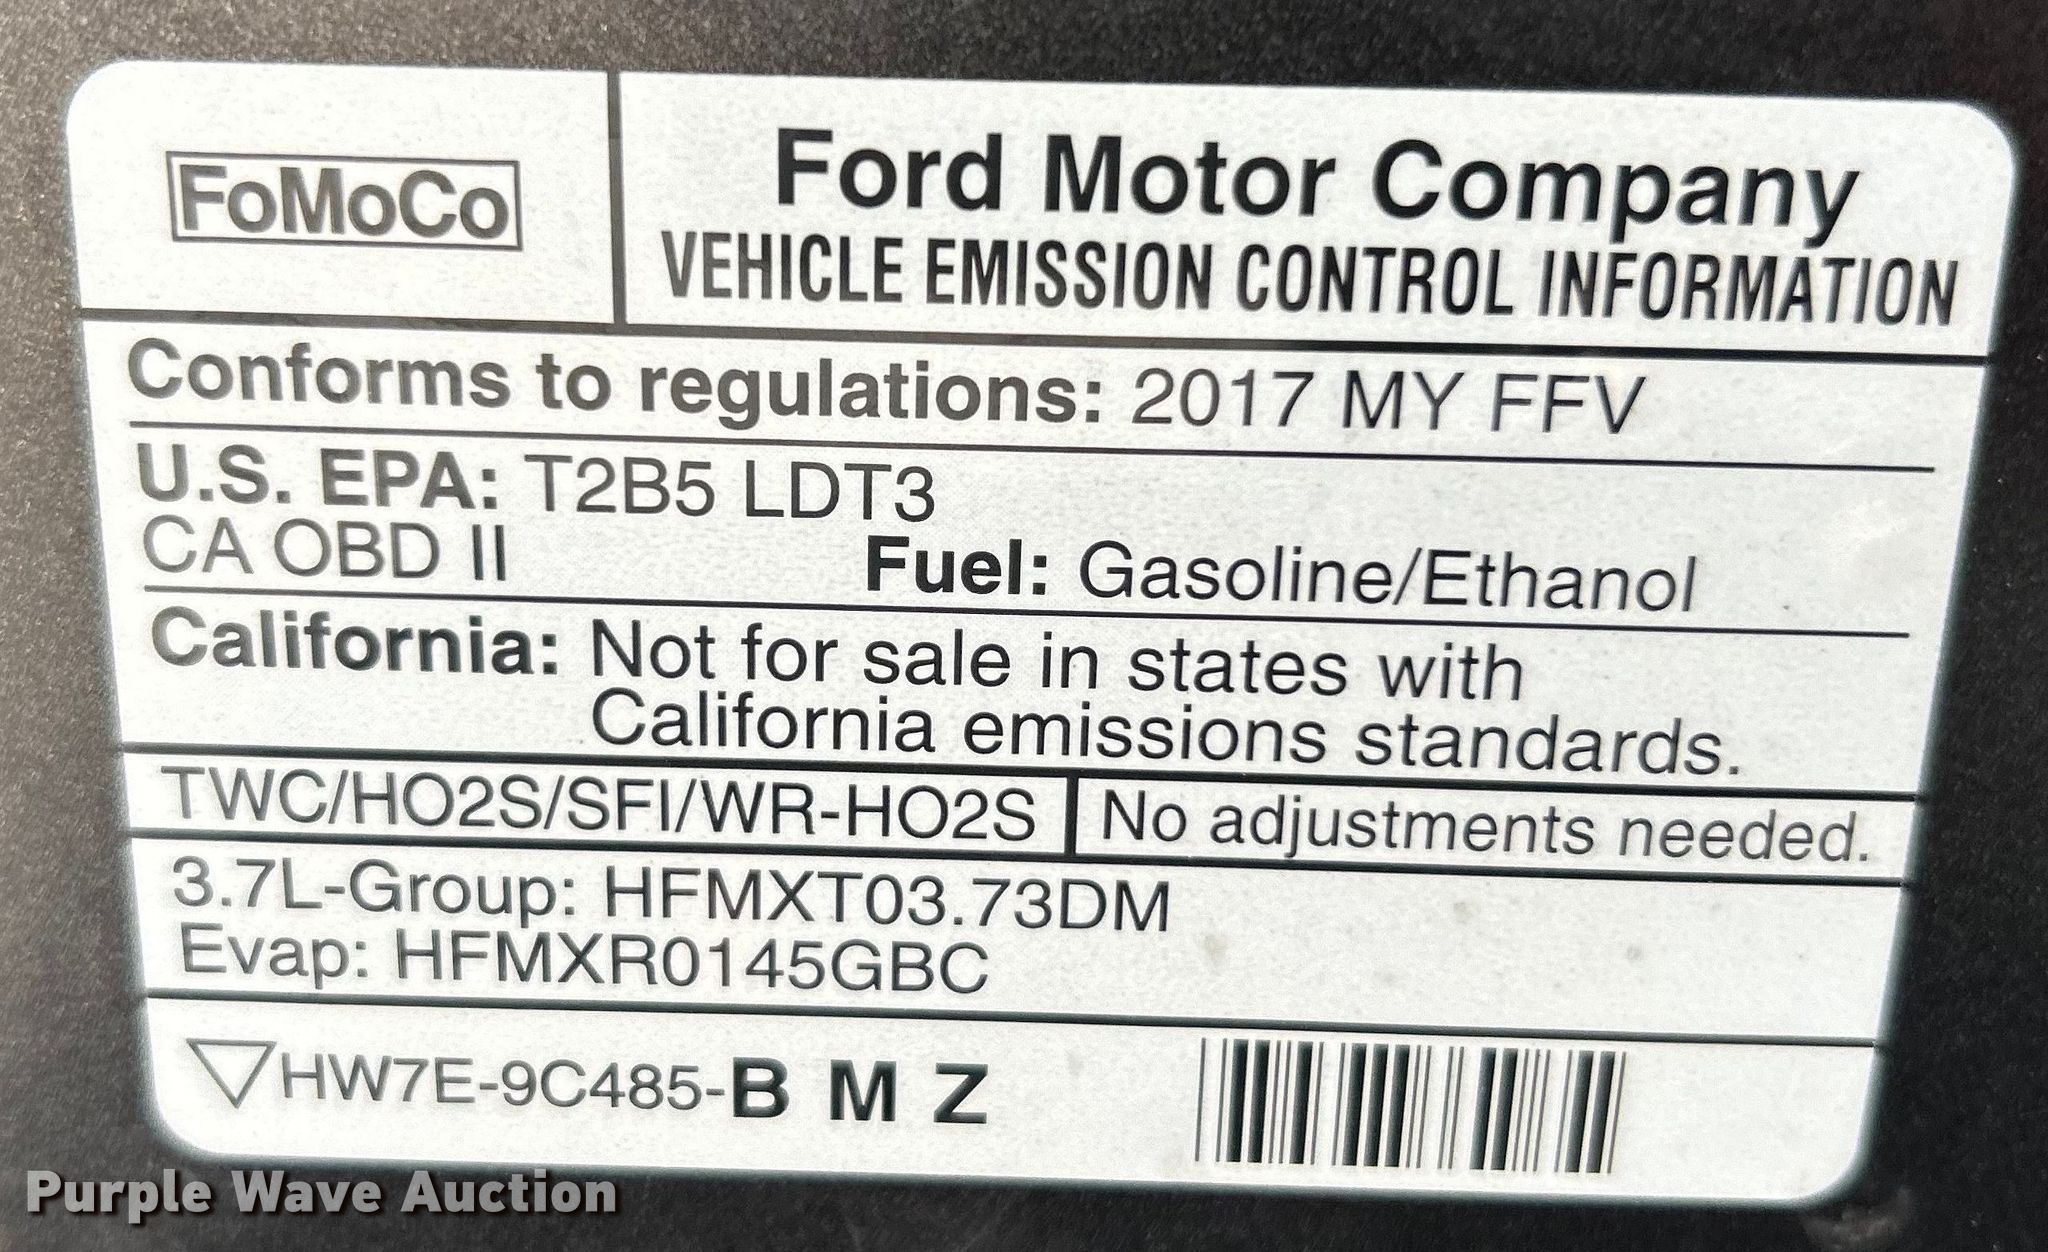 FoMoCo
Ford Motor Company
VEHICLE EMISSION CONTROL INFORMATION
Conforms to regulations: 2017 MY FFV
U.S. EPA: T2B5 LDT3
CA OBD II Fuel: Gasoline/Ethanol
California: Not for sale in states with
California emissions standards.
TWC/HO2S/SFI/WR-HO2S No adjustments needed.
3.7L-Group: HFMXT03.73DM
Evap: HFMXR0145GBC
HW7E-9C485-B M Z
Purple Wave Auction